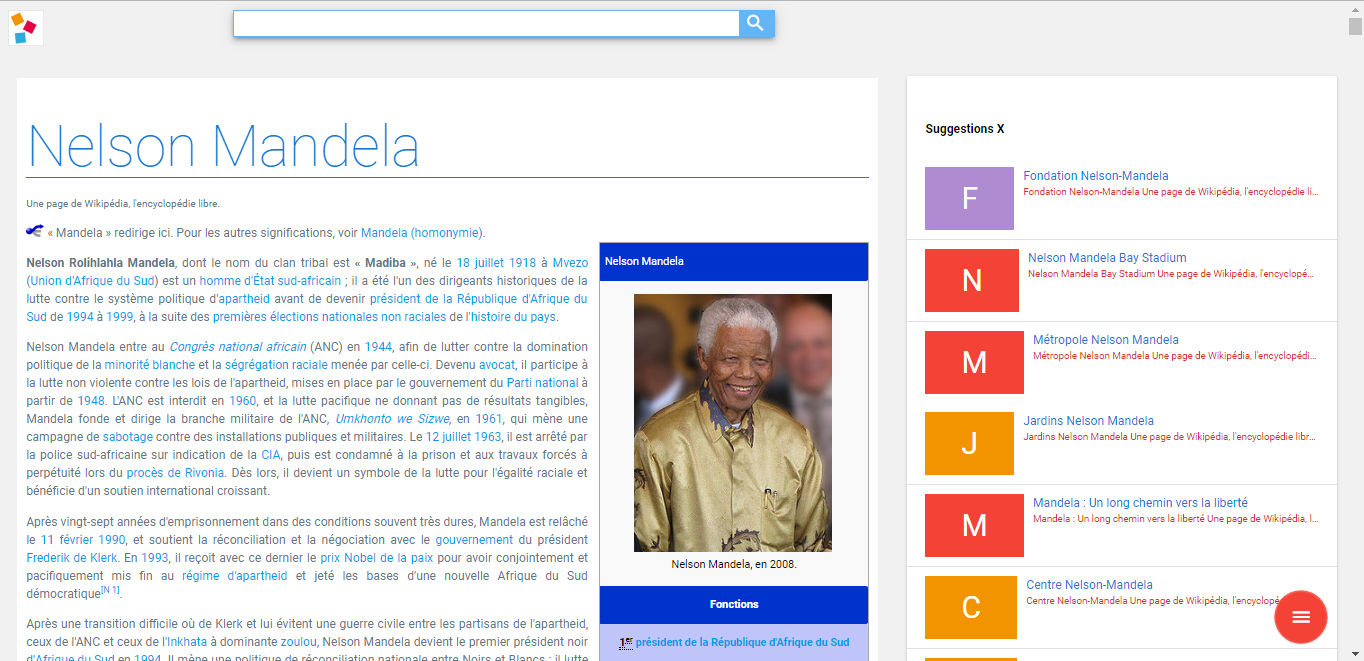 Nelson Mandela
Une page de Wikipédia, l'encyclopédie libre.
« Mandela » redirige ici. Pour les autres significations, voir Mandela (homonymie).
Nelson Rolihlahla Mandela, dont le nom du clan tribal est « Madiba », né le 18 juillet 1918 à Mvezo
(Union d'Afrique du Sud) est un homme d'État sud-africain ; il a été l'un des dirigeants historiques de la
lutte contre le système politique d'apartheid avant de devenir président de la République d'Afrique du
Sud de 1994 à 1999, à la suite des premières élections nationales non raciales de l'histoire du pays.
Nelson Mandela entre au Congrès national africain (ANC) en 1944, afin de lutter contre la domination
politique de la minorité blanche et la ségrégation raciale menée par celle-ci. Devenu avocat, il participe à
la lutte non violente contre les lois de l'apartheid, mises en place par le gouvernement du Parti national à
partir de 1948. L'ANC est interdit en 1960, et la lutte pacifique ne donnant pas de résultats tangibles,
Mandela fonde et dirige la branche militaire de l'ANC, Umkhonto we Sizwe, en 1961, qui mène une
campagne de sabotage contre des installations publiques et militaires. Le 12 juillet 1963, il est arrêté par
la police sud-africaine sur indication de la CIA, puis est condamné à la prison et aux travaux forcés à
perpétuité lors du procès de Rivonia. Dès lors, il devient un symbole de la lutte pour l'égalité raciale et
bénéficie d'un soutien international croissant.
Après vingt-sept années d'emprisonnement dans des conditions souvent très dures, Mandela est relâché
le 11 février 1990, et soutient la réconciliation et la négociation avec le gouvernement du président
Frederik de Klerk. En 1993, il reçoit avec ce dernier le prix Nobel de la paix pour avoir conjointement et
pacifiquement mis fin au régime d'apartheid et jeté les bases d'une nouvelle Afrique du Sud
démocratique[N 1].
Après une transition difficile où de Klerk et lui évitent une guerre civile entre les partisans de l'apartheid,
ceux de l'ANC et ceux de l'Inkhata à dominante zoulou, Nelson Mandela devient le premier président noir
d'Afrique du Sud en 1994. Il mène une politique de réconciliation nationale entre Noirs et Blancs ; il lutte
Nelson Mandela
Nelson Mandela, en 2008.
Fonctions
1er président de la République d'Afrique du Sud
Suggestions X
F
Fondation Nelson-Mandela
Fondation Nelson-Mandela Une page de Wikipédia, l'encyclopédie li...
N
Nelson Mandela Bay Stadium
Nelson Mandela Bay Stadium Une page de Wikipédia, l'encyclopé...
M
Métropole Nelson Mandela
Métropole Nelson Mandela Une page de Wikipédia, l'encyclopédi...
J
Jardins Nelson Mandela
Jardins Nelson Mandela Une page de Wikipédia, l'encyclopédie libr...
M
Mandela : Un long chemin vers la liberté
Mandela : Un long chemin vers la liberté Une page de Wikipédia, l...
C
Centre Nelson-Mandela
Centre Nelson-Mandela Une page de Wikipédia, l'encyclopé